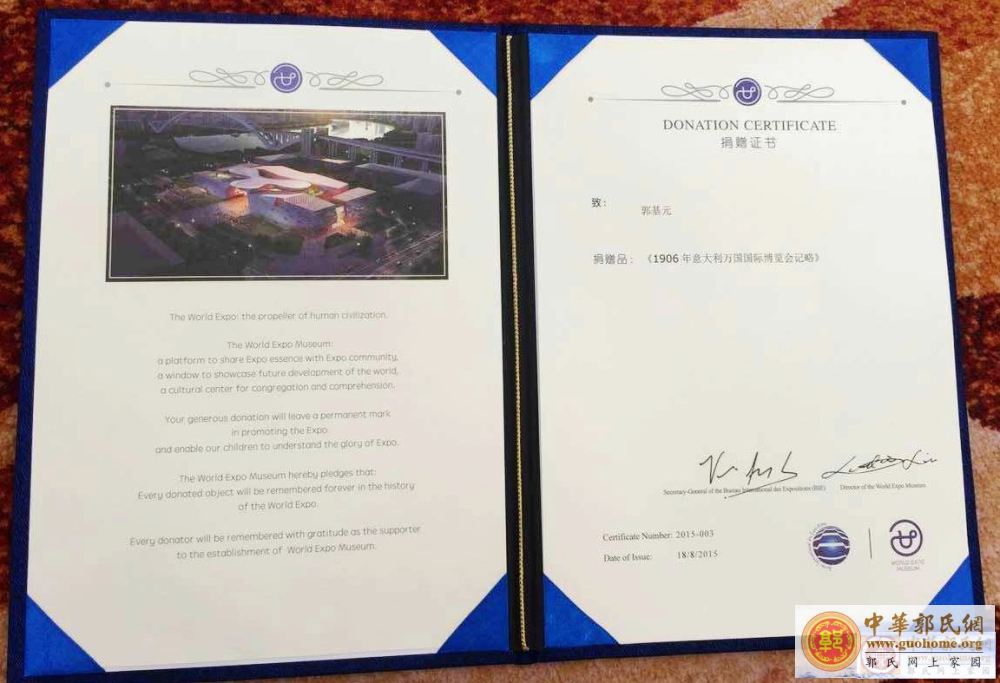 The World Expo: the propeller of human civilization.
The World Expo Museum:
a platform to share Expo essence with Expo community,
a window to showcase future development of the world,
a cultural center for congregation and comprehension.
Your generous donation will leave a permanent mark
in promoting the Expo
and enable our children to understand the glory of Expo.
The World Expo Museum hereby pledges that:
Every donated object will be remembered forever in the history
of the World Expo.
Every donator will be remembered with gratitude as the supporter
to the establishment of World Expo Museum.
DONATION CERTIFICATE
捐赠证书
致：
郭基元
捐赠品：《1906 年意大利万国国际博览会记略》
Secretary-General of the Bureau International des Expositions (BIE)
Director of the World Expo Museum
Certificate Number: 2015-003
Date of Issue: 18/8/2015
WORLD EXPO
MUSEUM
中華郭氏網
www.guohome.org
郭氏网上家园